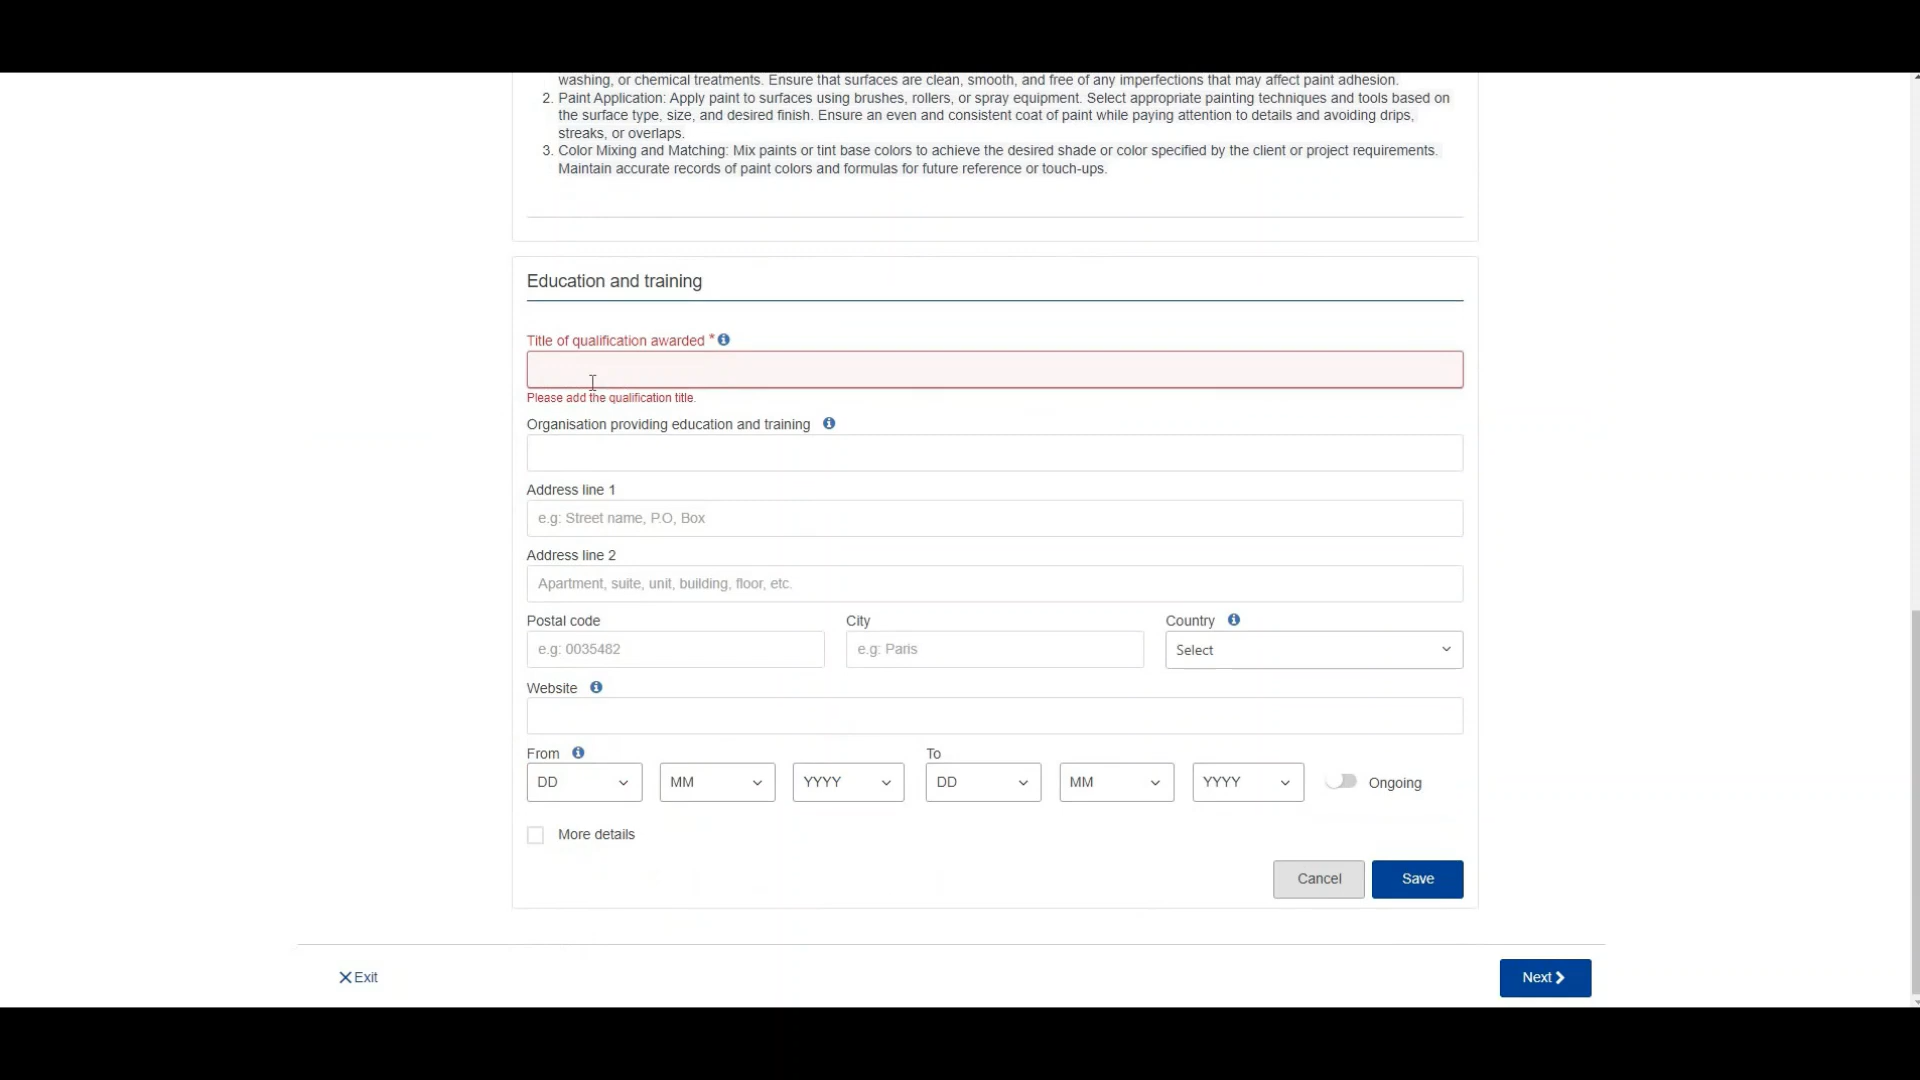 washing, or chemical treatments. Ensure that surfaces are clean, smooth, and free of any imperfections that may affect paint adhesion.
2. Paint Application: Apply paint to surfaces using brushes, rollers, or spray equipment. Select appropriate painting techniques and tools based on
the surface type, size, and desired finish. Ensure an even and consistent coat of paint while paying attention to details and avoiding drips,
streaks, or overlaps.
3. Color Mixing and Matching: Mix paints or tint base colors to achieve the desired shade or color specified by the client or project requirements.
Maintain accurate records of paint colors and formulas for future reference or touch-ups.
Education and training
Title of qualification awarded *
Please add the qualification title.
Organisation providing education and training
Address line 1
e.g: Street name, P.O, Box
Address line 2
Apartment, suite, unit, building, floor, etc.
Postal code City Country
e.g: 0035482 e.g: Paris Select
Website
From To
DD MM YYYY DD MM YYYY Ongoing
More details
Cancel Save
Exit Next